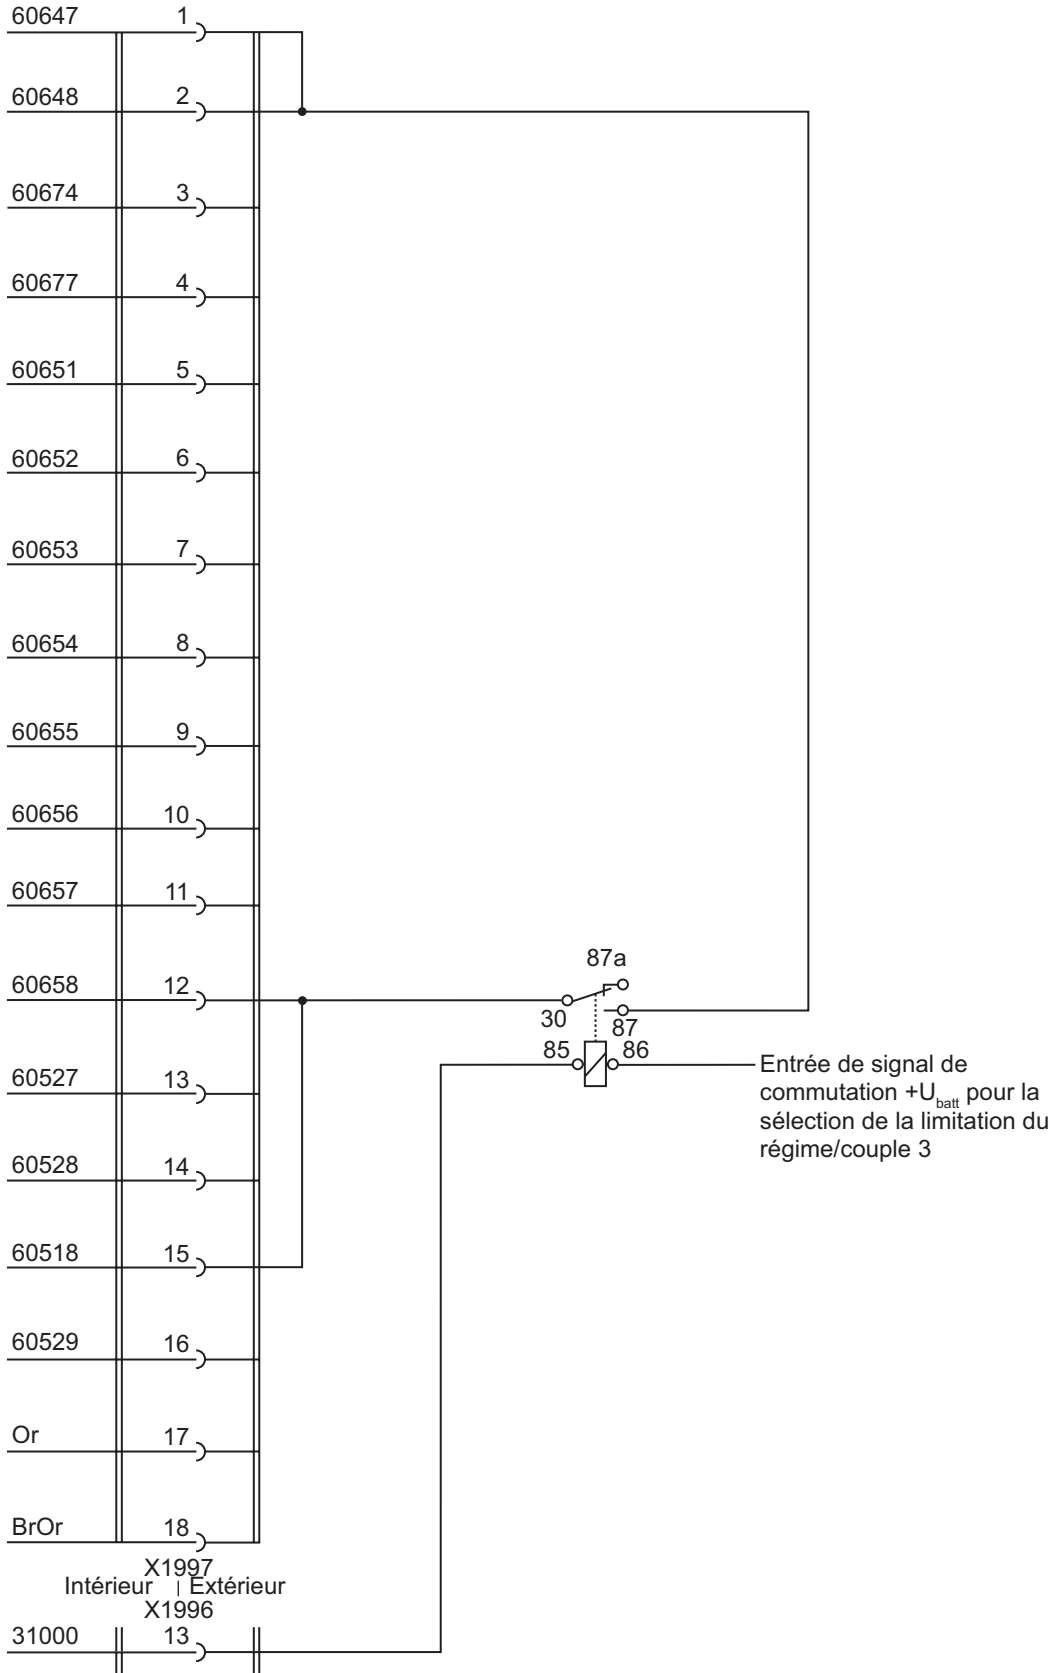 60647 1
60648 2
60674 3
60677 4
60651 5
60652 6
60653 7
60654 8
60655 9
60656 10
60657 11
87a
60658 12
30
87
85 86
Entrée de signal de
commutation +Ubatt pour la
sélection de la limitation du
régime/couple 3
60527 13
60528 14
60518 15
60529 16
Or 17
BrOr 18
X1997
Intérieur | Extérieur
X1996
31000 13